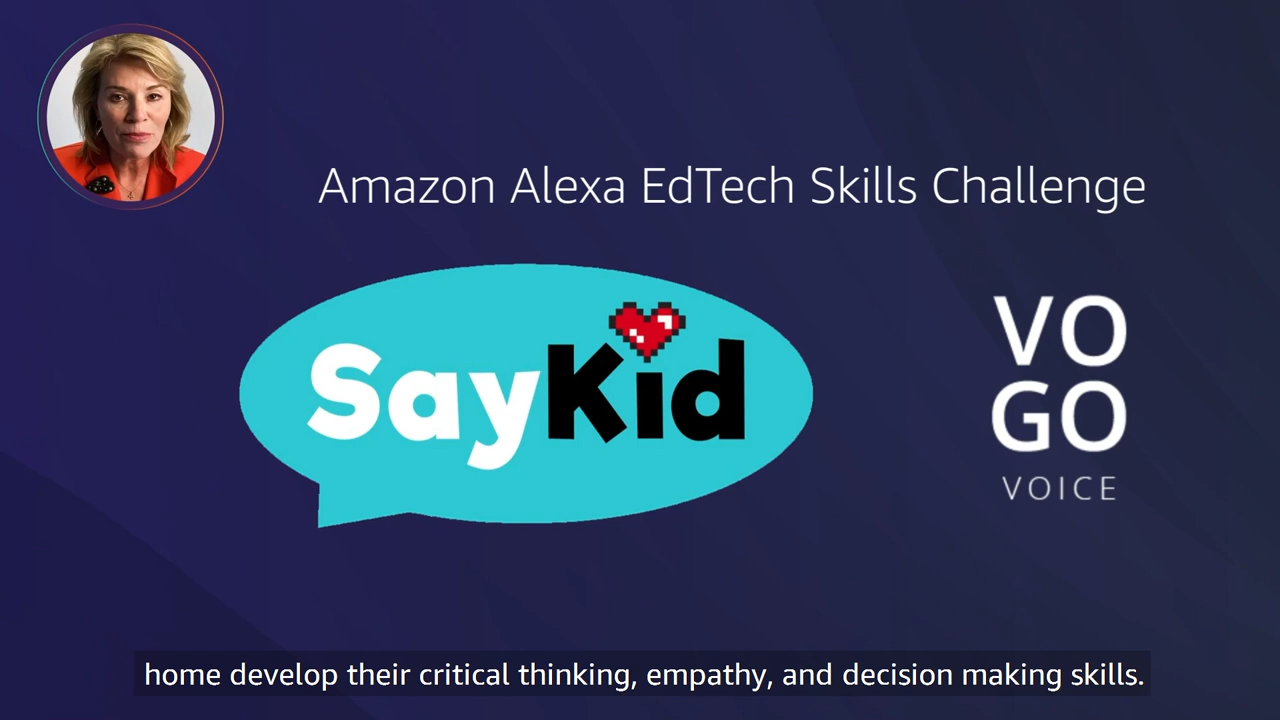 Amazon Alexa EdTech Skills Challenge
SayKid
VO
GO
VOICE
home develop their critical thinking, empathy, and decision making skills.